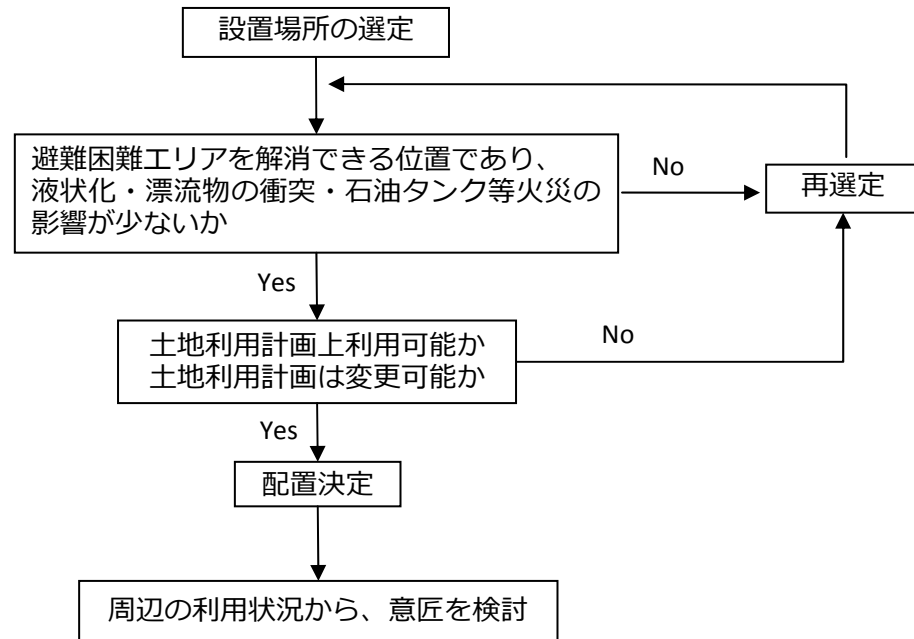 設置場所の選定
避難困難エリアを解消できる位置であり、
液状化・漂流物の衝突・石油タンク等火災の
影響が少ないか
No
再選定
Yes
土地利用計画上利用可能か
土地利用計画は変更可能か
No
Yes
配置決定
周辺の利用状況から、意匠を検討